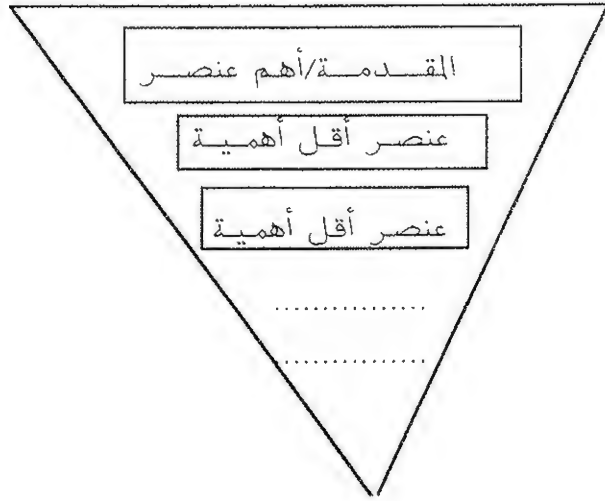 المقدمة/أهم عنصر
عنصر أقل أهمية
عنصر أقل أهمية
..................
..................